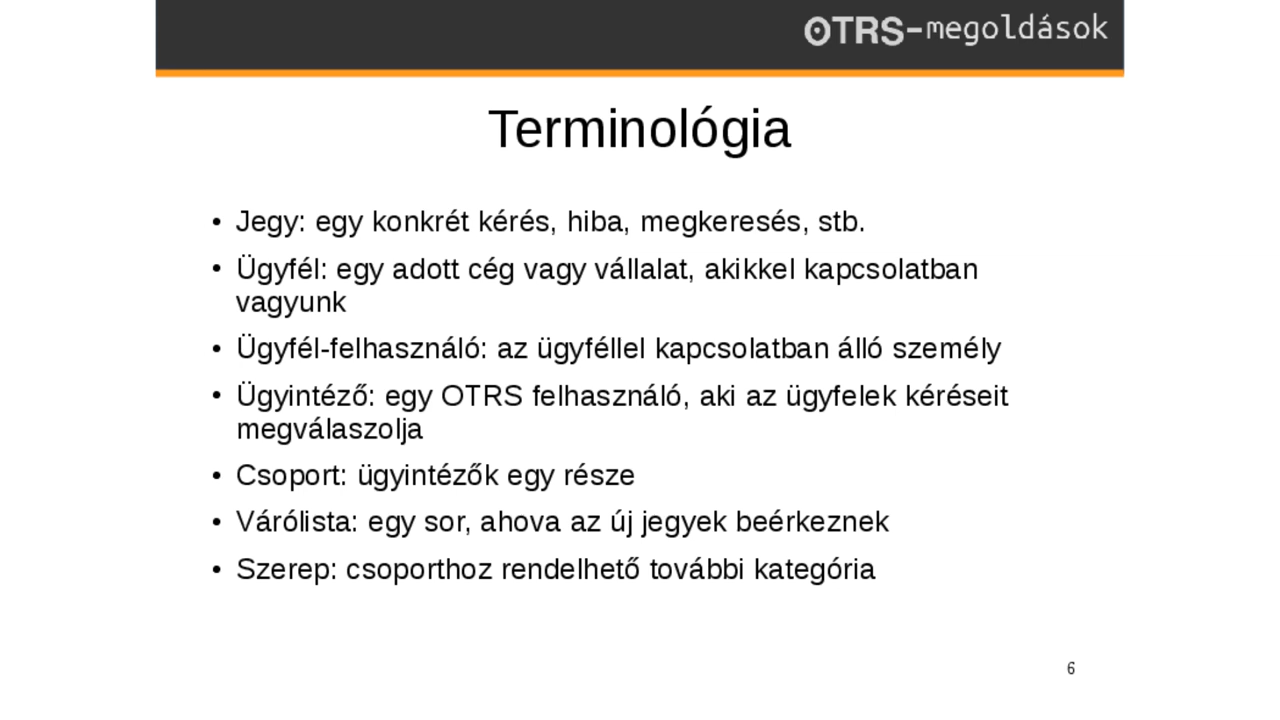 OTRS-megoldások
Terminológia
• Jegy: egy konkrét kérés, hiba, megkeresés, stb.
• Ügyfél: egy adott cég vagy vállalat, akikkel kapcsolatban
vagyunk
• Ügyfél-felhasználó: az ügyféllel kapcsolatban álló személy
• Ügyintéző: egy OTRS felhasználó, aki az ügyfelek kéréseit
megválaszolja
• Csoport: ügyintézők egy része
• Várólista: egy sor, ahova az új jegyek beérkeznek
• Szerep: csoporthoz rendelhető további kategória
6